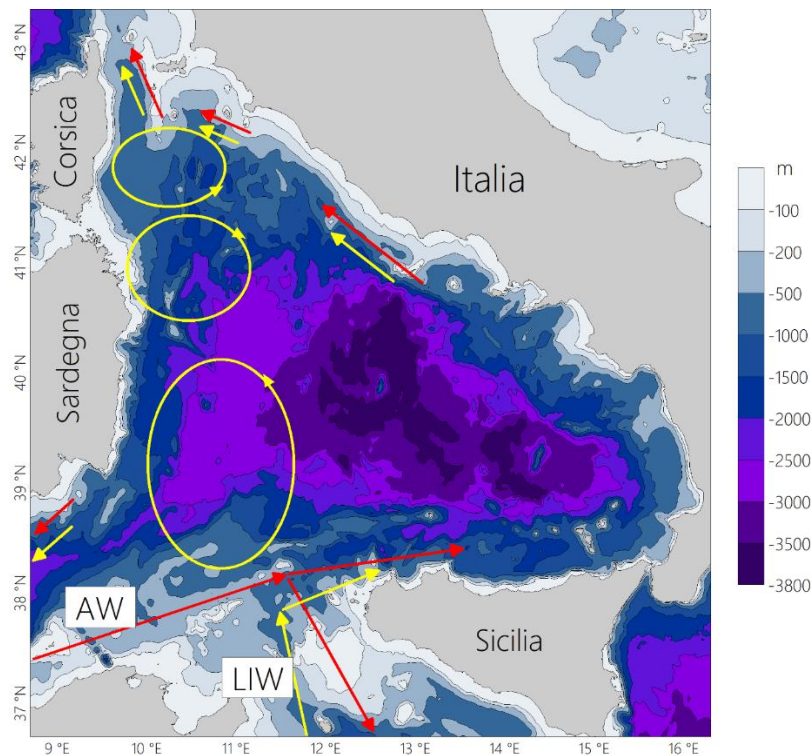 43 °N
42 °N
41 °N
40 °N
39 °N
38 °N
37 °N
Corsica
Italia
Sardegna
AW
LIW
Sicilia
9 °E
10 °E
11 °E
12 °E
13 °E
14 °E
15 °E
16 °E
m
-100
-200
-500
-1000
-1500
-2000
-2500
-3000
-3500
-3800